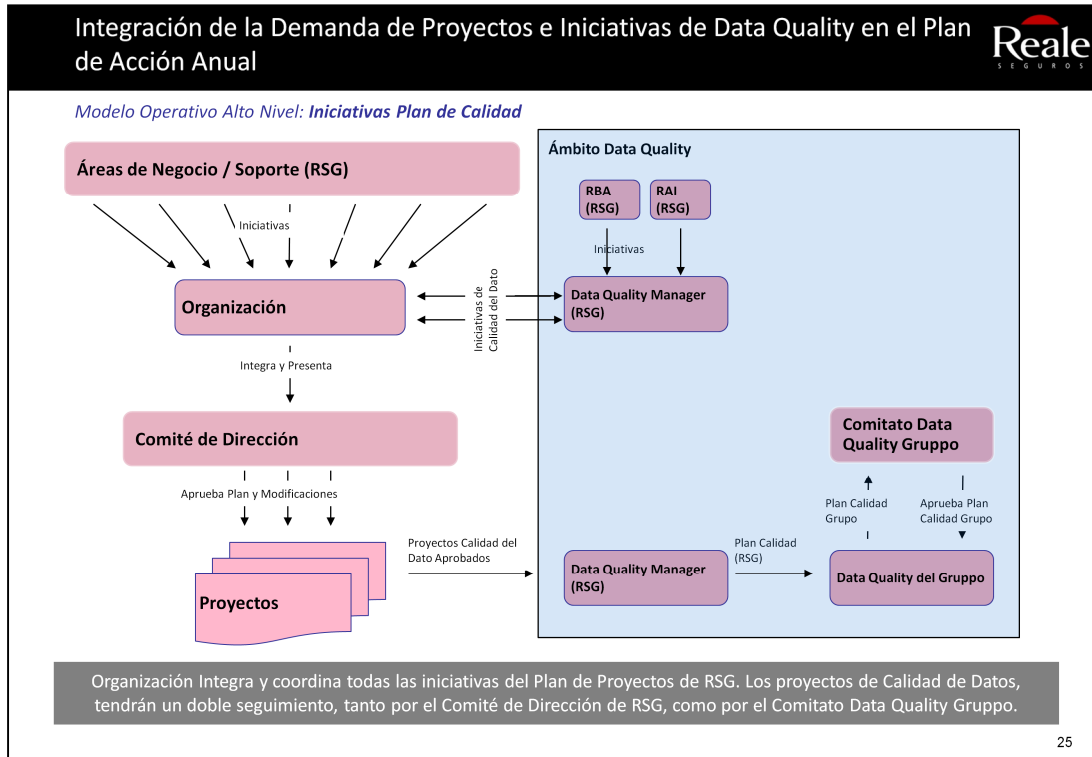 Integración de la Demanda de Proyectos e Iniciativas de Data Quality en el Plan
de Acción Anual
Reale
SEGUROS
Modelo Operativo Alto Nivel: Iniciativas Plan de Calidad
Áreas de Negocio / Soporte (RSG)
Iniciativas
Organización
Iniciativas de
Calidad del Dato
Integra y Presenta
Comité de Dirección
Aprueba Plan y Modificaciones
Proyectos
Proyectos Calidad del
Dato Aprobados
Ámbito Data Quality
RBA
(RSG)
RAI
(RSG)
Iniciativas
Data Quality Manager
(RSG)
Comitato Data
Quality Gruppo
Plan Calidad
Grupo
Aprueba Plan
Calidad Grupo
Data Quality Manager
(RSG)
Plan Calidad
(RSG)
Data Quality del Gruppo
Organización Integra y coordina todas las iniciativas del Plan de Proyectos de RSG. Los proyectos de Calidad de Datos,
tendrán un doble seguimiento, tanto por el Comité de Dirección de RSG, como por el Comitato Data Quality Gruppo.
25